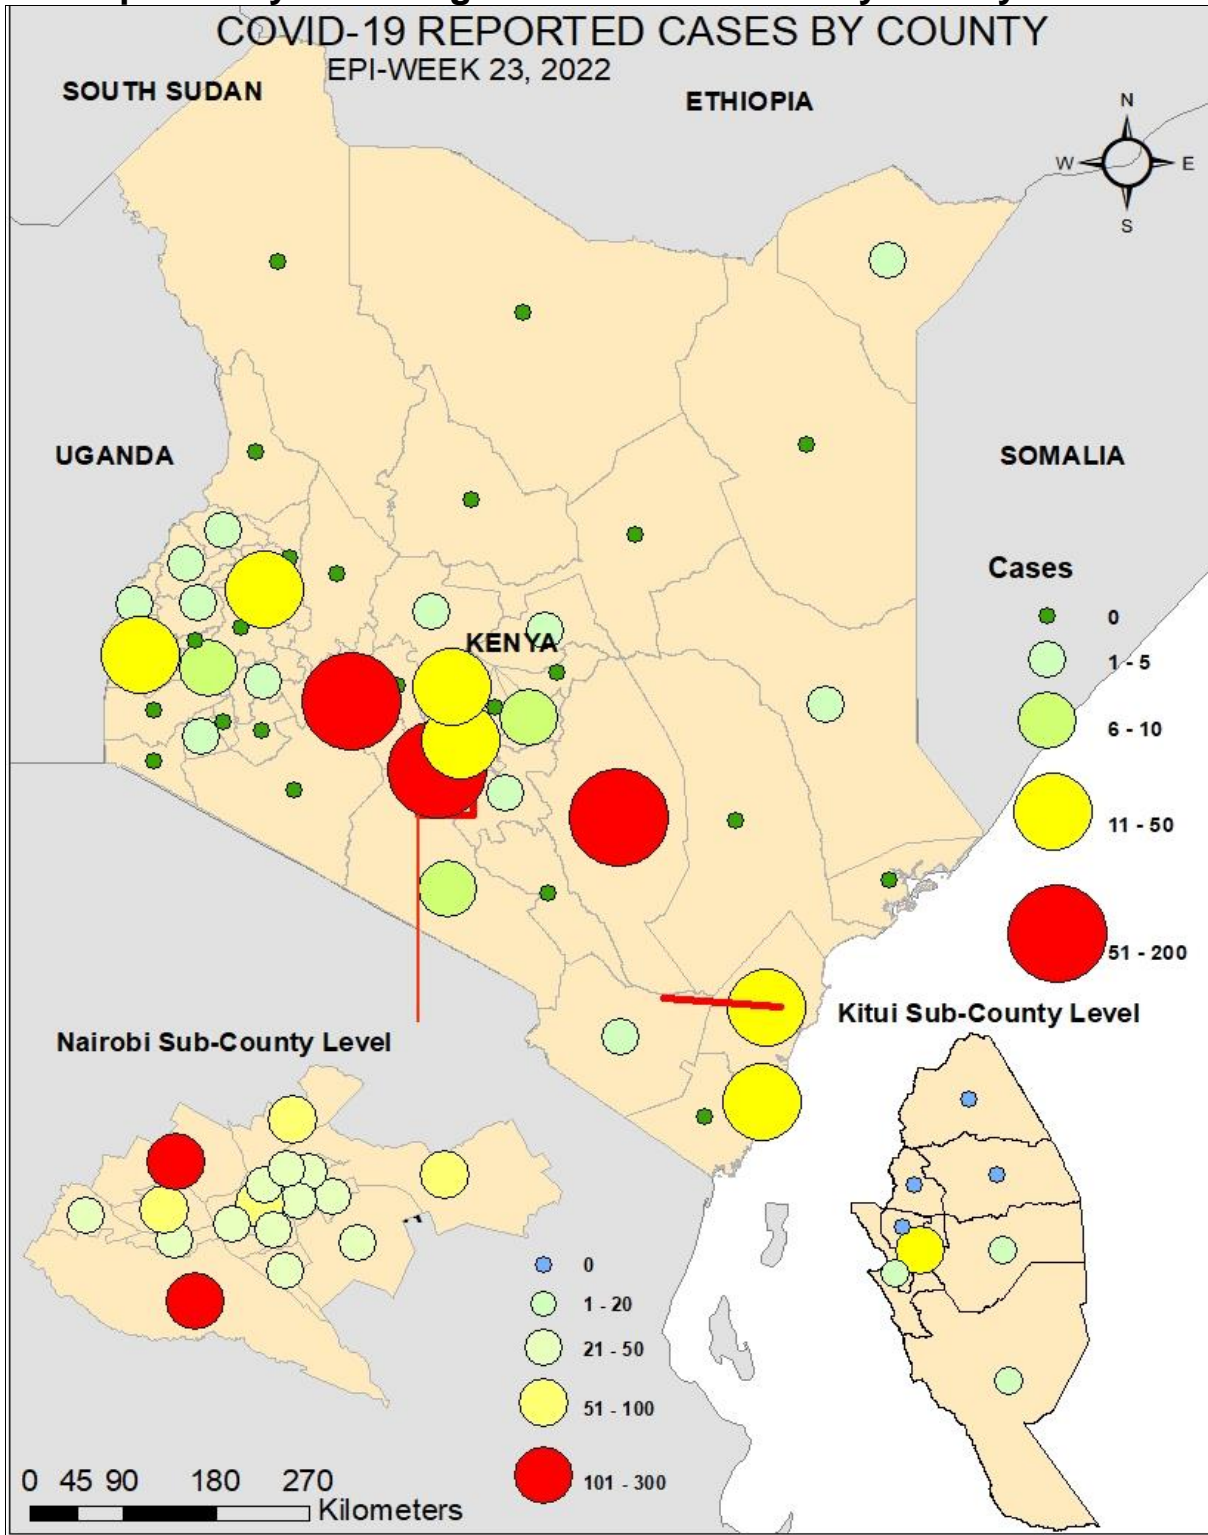 COVID-19 REPORTED CASES BY COUNTY
EPI-WEEK 23, 2022
SOUTH SUDAN
ETHIOPIA
N
W
E
S
UGANDA
SOMALIA
KENYA
Cases
0
1 - 5
6 - 10
11 - 50
51 - 200
Kitui Sub-County Level
Nairobi Sub-County Level
0
1 - 20
21 - 50
51 - 100
101 - 300
0 45 90 180 270
Kilometers